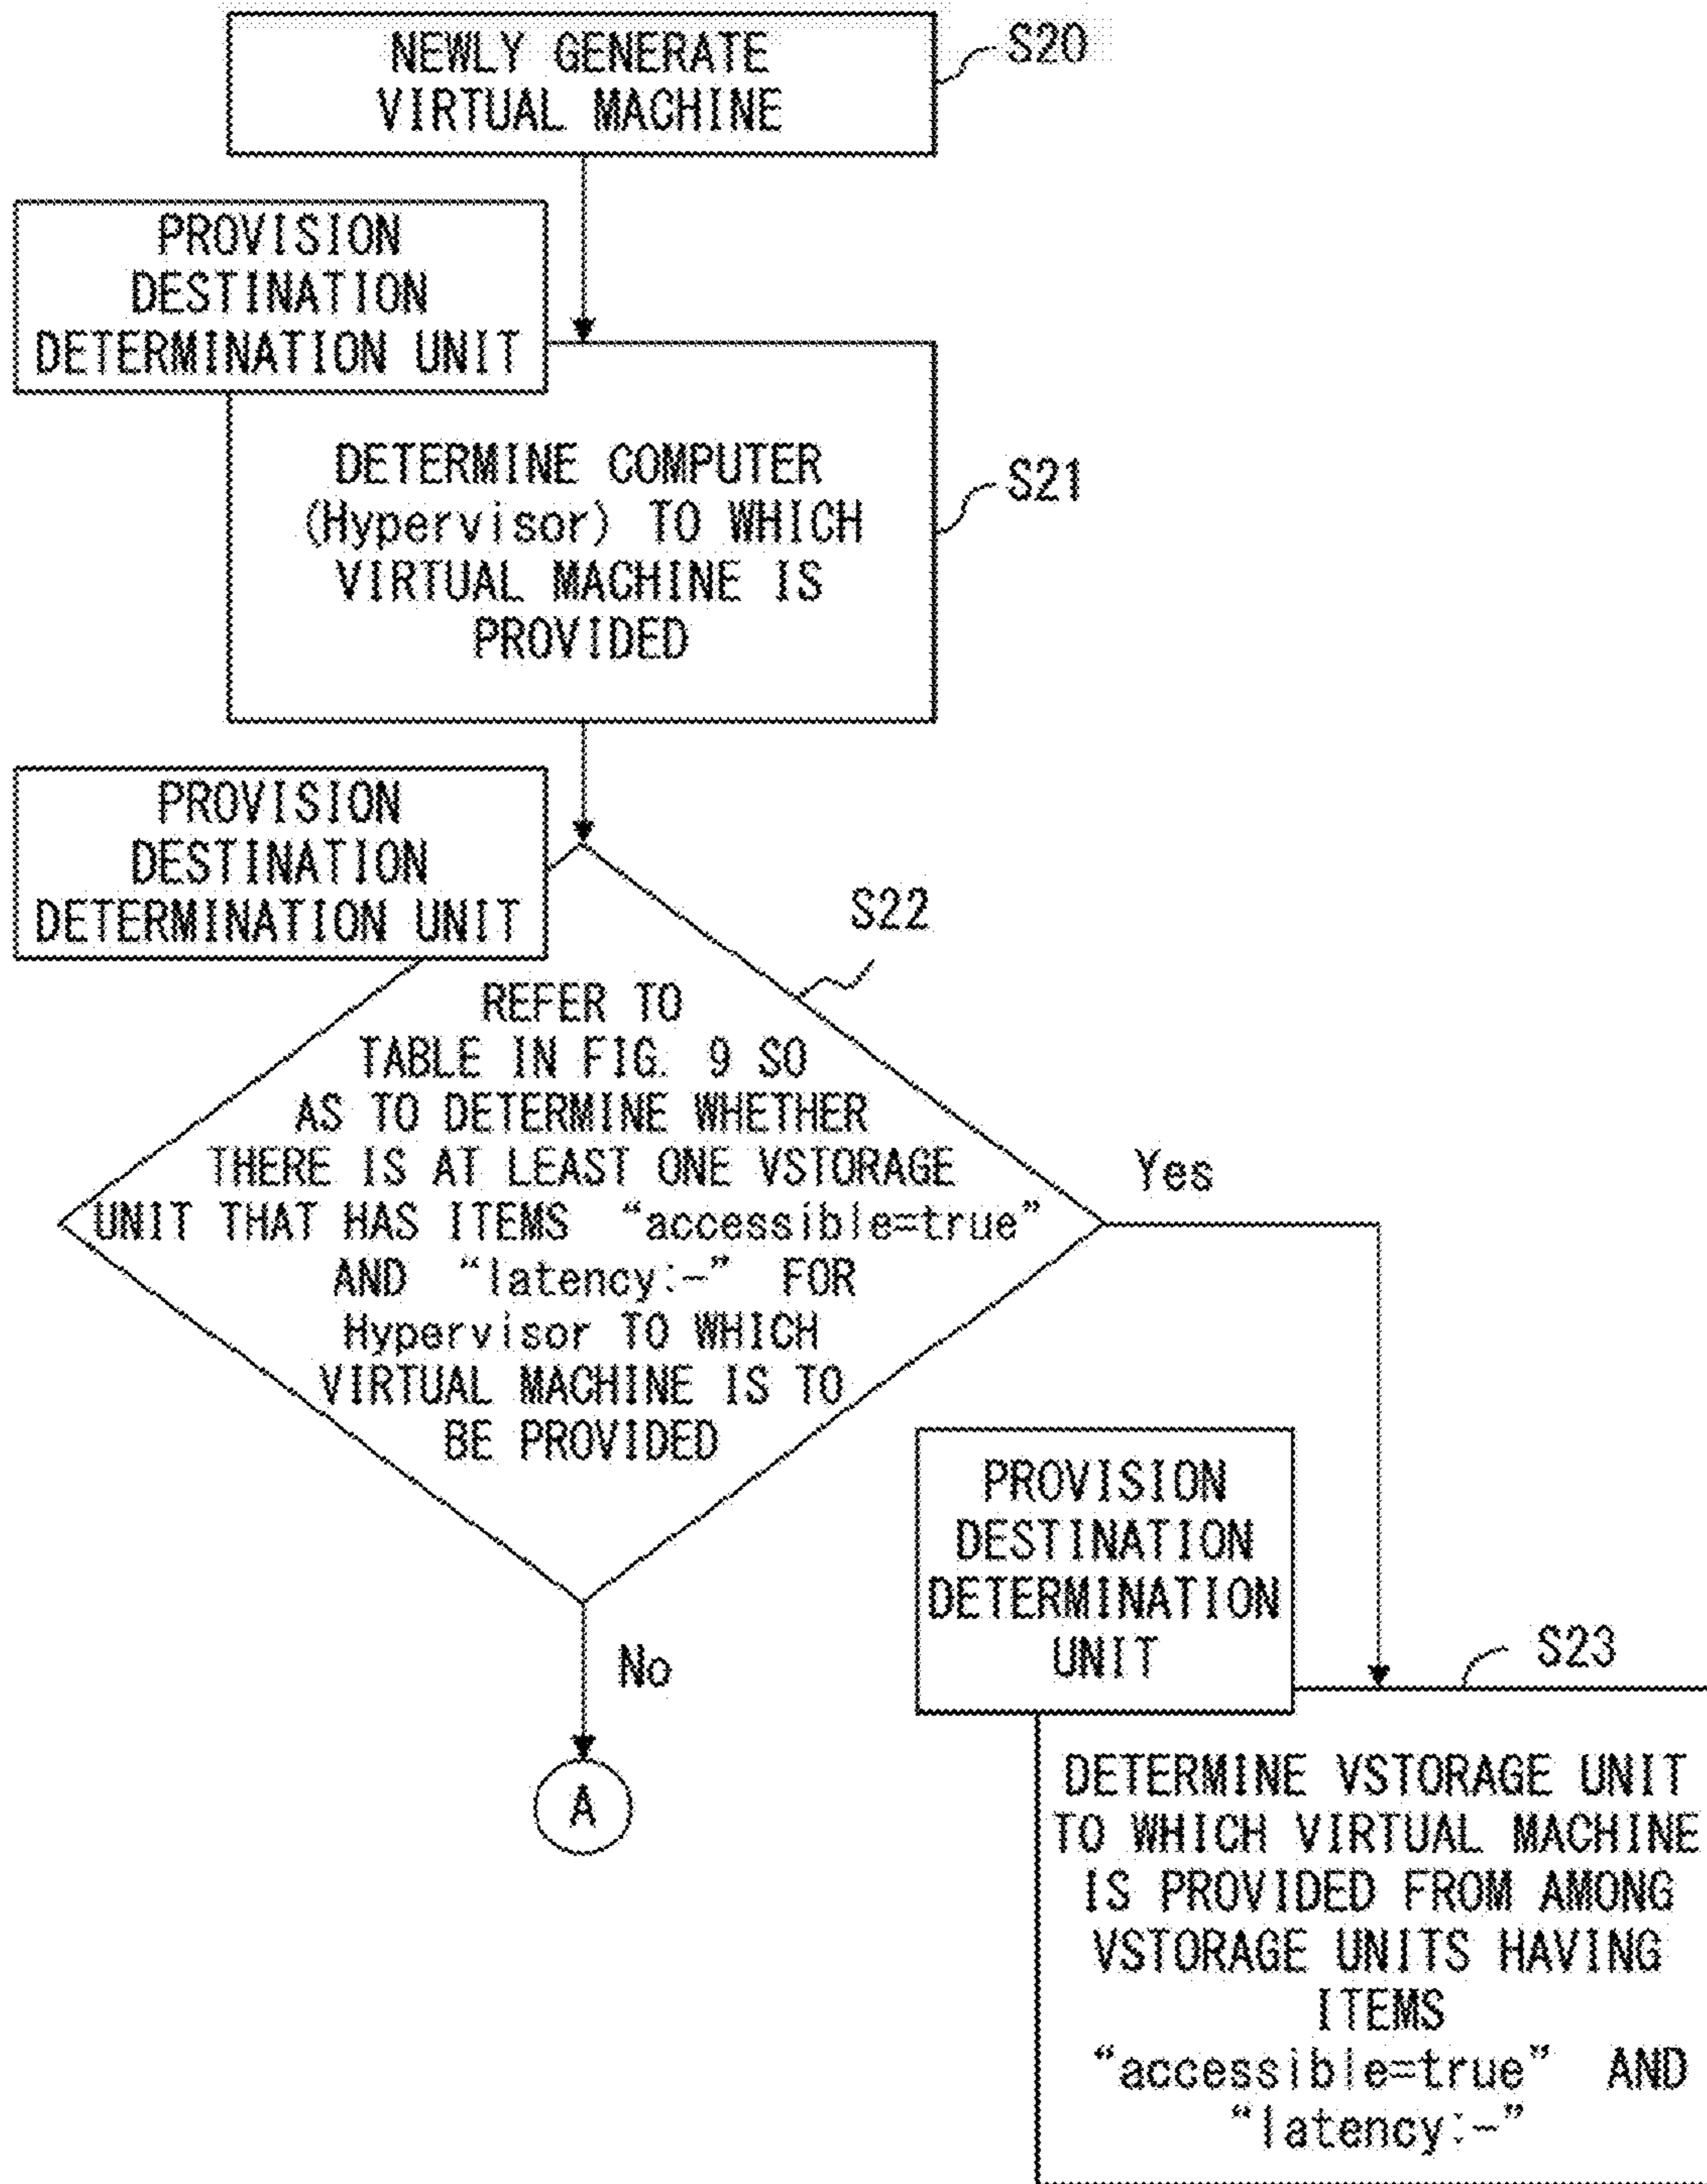 NEWLY GENERATE
VIRTUAL MACHINE
S20
PROVISION
DESTINATION
DETERMINATION UNIT
DETERMINE COMPUTER
(Hypervisor) TO WHICH
VIRTUAL MACHINE IS
PROVIDED
S21
PROVISION
DESTINATION
DETERMINATION UNIT
S22
REFER TO
TABLE IN FIG. 9 SO
AS TO DETERMINE WHETHER
THERE IS AT LEAST ONE VSTORAGE
UNIT THAT HAS ITEMS “accessible=true”
AND “latency:-” FOR
Hypervisor TO WHICH
VIRTUAL MACHINE IS TO
BE PROVIDED
Yes
No
A
PROVISION
DESTINATION
DETERMINATION
UNIT
S23
DETERMINE VSTORAGE UNIT
TO WHICH VIRTUAL MACHINE
IS PROVIDED FROM AMONG
VSTORAGE UNITS HAVING
ITEMS
“accessible=true” AND
“latency:-”